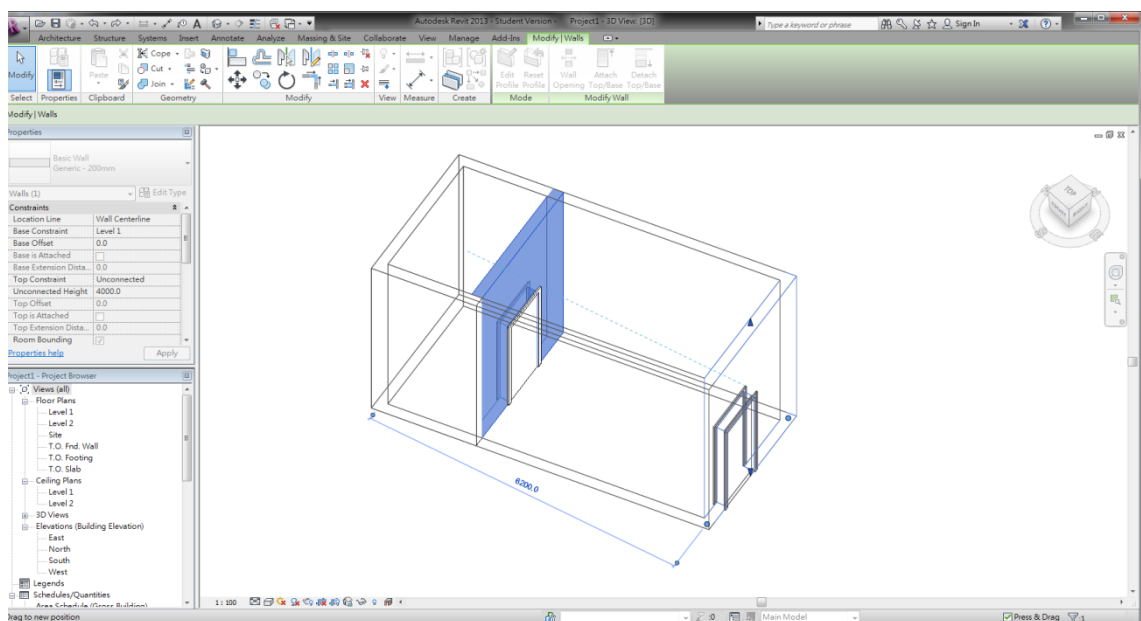 Autodesk Revit 2013 - Student Version - Project1 - 3D View: {3D}
Type a keyword or phrase
Sign In
Architecture Structure Systems Insert Annotate Analyze Massing & Site Collaborate View Manage Add-Ins Modify | Walls
Modify
Paste
Cope
Cut
Join
Edit Profile
Reset Profile
Wall Opening
Attach Top/Base
Detach Top/Base
Select Properties Clipboard Geometry Modify View Measure Create Mode Modify Wall
Modify | Walls
Properties
Basic Wall
Generic - 200mm
Walls (1) Edit Type
Constraints
Location Line Wall Centerline
Base Constraint Level 1
Base Offset 0.0
Base is Attached
Base Extension Dista... 0.0
Top Constraint Unconnected
Unconnected Height 4000.0
Top Offset 0.0
Top is Attached
Top Extension Dista... 0.0
Room Bounding
Properties help Apply
Project1 - Project Browser
Views (all)
Floor Plans
Level 1
Level 2
Site
T.O. Fnd. Wall
T.O. Footing
T.O. Slab
Ceiling Plans
Level 1
Level 2
3D Views
Elevations (Building Elevation)
East
North
South
West
Legends
Schedules/Quantities
Area Schedule (Gross Building)
TOP
6200.0
1 : 100
Drag to new position
:0
Main Model
Press & Drag
:1